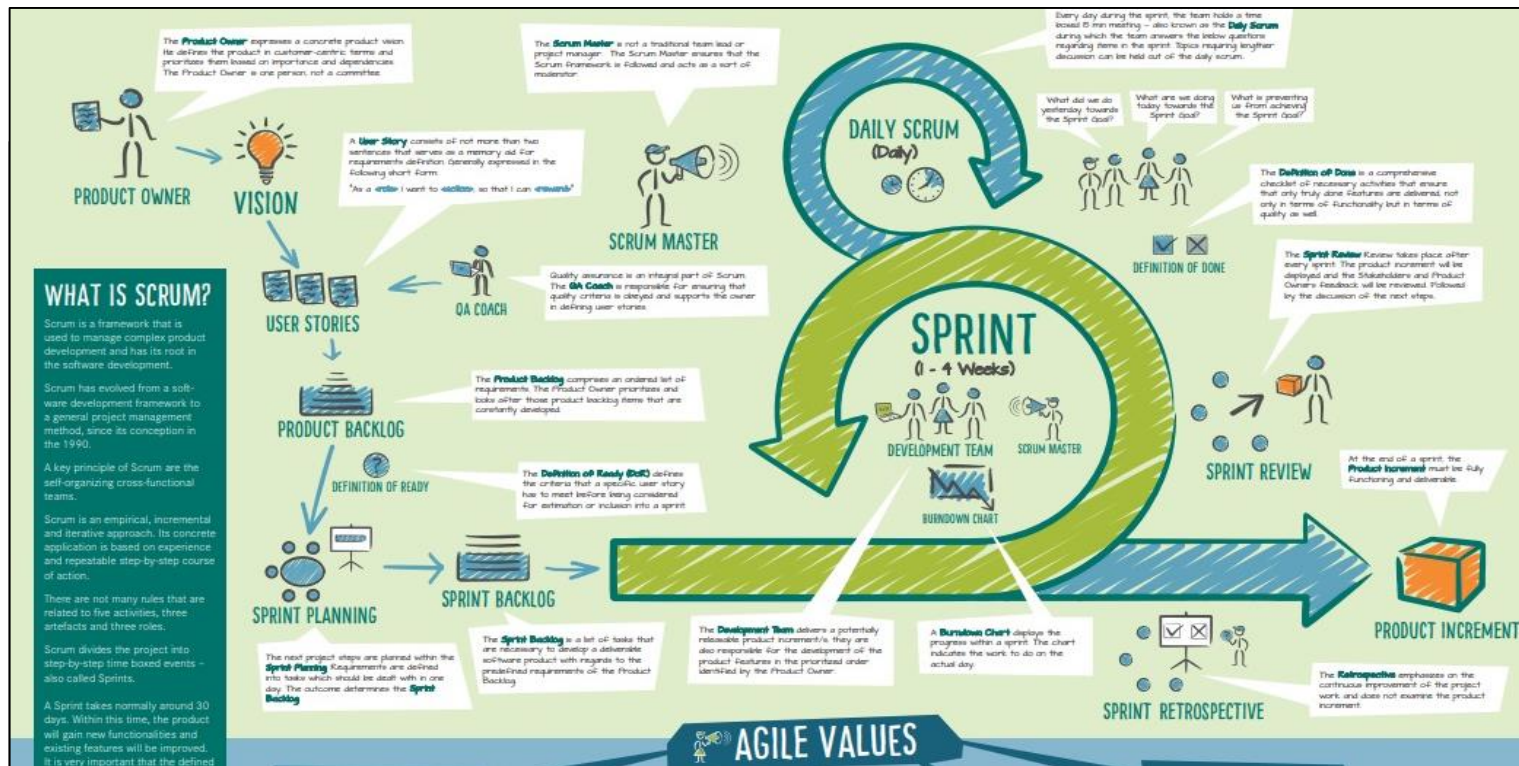 The Product Owner expresses a concrete product vision.
He defines the product in customer-centric terms and
prioritizes them based on importance and dependencies.
The Product Owner is one person, not a committee.
PRODUCT OWNER
VISION
The Scrum Master is not a traditional team lead or
project manager. The Scrum Master ensures that the
Scrum framework is followed and acts as a sort of
moderator.
SCRUM MASTER
A User Story consists of not more than two
sentences that serves as a memory aid for
requirements definition. Generally expressed in the
following short form:
"As a <role> I want to <action>, so that I can <reward>"
USER STORIES
QA COACH
Quality assurance is an integral part of Scrum.
The QA Coach is responsible for ensuring that
quality criteria is obeyed and supports the owner
in defining user stories.
PRODUCT BACKLOG
The Product Backlog comprises an ordered list of
requirements. The Product Owner prioritizes and
looks after those product backlog items that are
constantly developed.
DEFINITION OF READY
The Definition of Ready (DoR) defines
the criteria that a specific user story
has to meet before being considered
for estimation or inclusion into a sprint
SPRINT PLANNING
The next project steps are planned within the
Sprint Planning. Requirements are defined
into tasks which should be dealt with in one
day. The outcome determines the Sprint
Backlog
SPRINT BACKLOG
The Sprint Backlog is a list of tasks that
are necessary to develop a deliverable
software product with regards to the
predefined requirements of the Product
Backlog.
WHAT IS SCRUM?
Scrum is a framework that is
used to manage complex product
development and has its root in
the software development.
Scrum has evolved from a soft-
ware development framework to
a general project management
method, since its conception in
the 1990.
A key principle of Scrum are the
self-organizing cross-functional
teams.
Scrum is an empirical, incremental
and iterative approach. Its concrete
application is based on experience
and repeatable step-by-step course
of action.
There are not many rules that are
related to five activities, three
artefacts and three roles.
Scrum divides the project into
step-by-step time boxed events –
also called Sprints.
A Sprint takes normally around 30
days. Within this time, the product
will gain new functionalities and
existing features will be improved.
It is very important that the defined
DAILY SCRUM
(Daily)
Every day during the sprint, the team holds a time
boxed 15 min meeting – also known as the Daily Scrum
during which the team answers the below questions
regarding items in the sprint. Topics requiring lengthier
discussion can be held out of the daily scrum.
What did we do
yesterday towards
the Sprint Goal?
What are we doing
today towards the
Sprint Goal?
What is preventing
us from achieving
the Sprint Goal?
The Definition of Done is a comprehensive
checklist of necessary activities that ensure
that only truly done features are delivered, not
only in terms of functionality but in terms of
quality as well.
DEFINITION OF DONE
The Sprint Review Review takes place after
every sprint. The product increment will be
displayed and the Stakeholders and Product
Owners feedback will be reviewed. Followed
by the discussion of the next steps.
SPRINT REVIEW
SPRINT
(1 - 4 Weeks)
DEVELOPMENT TEAM
SCRUM MASTER
BURNDOWN CHART
The Development Team delivers a potentially
releasable product increment/s they are
also responsible for the development of the
product features in the prioritized order
identified by the Product Owner.
A Burndown Chart displays the
progress within a sprint. The chart
indicates the work to do on the
actual day.
At the end of a sprint, the
Product Increment must be fully
functioning and deliverable.
PRODUCT INCREMENT
SPRINT RETROSPECTIVE
The Retrospective emphasizes on the
continuous improvement of the project
work and does not examine the product
increment.
AGILE VALUES